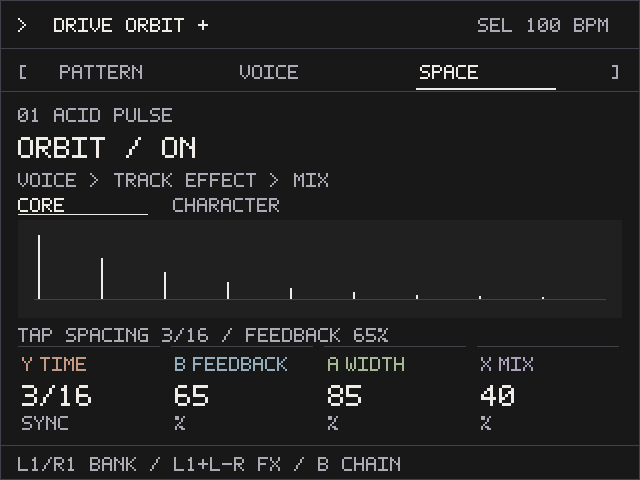 > DRIVE ORBIT + SEL 100 BPM
[ PATTERN VOICE SPACE ]
01 ACID PULSE
ORBIT / ON
VOICE > TRACK EFFECT > MIX
CORE CHARACTER
TAP SPACING 3/16 / FEEDBACK 65%
Y TIME B FEEDBACK A WIDTH X MIX
3/16 65 85 40
SYNC % % %
L1/R1 BANK / L1+L-R FX / B CHAIN